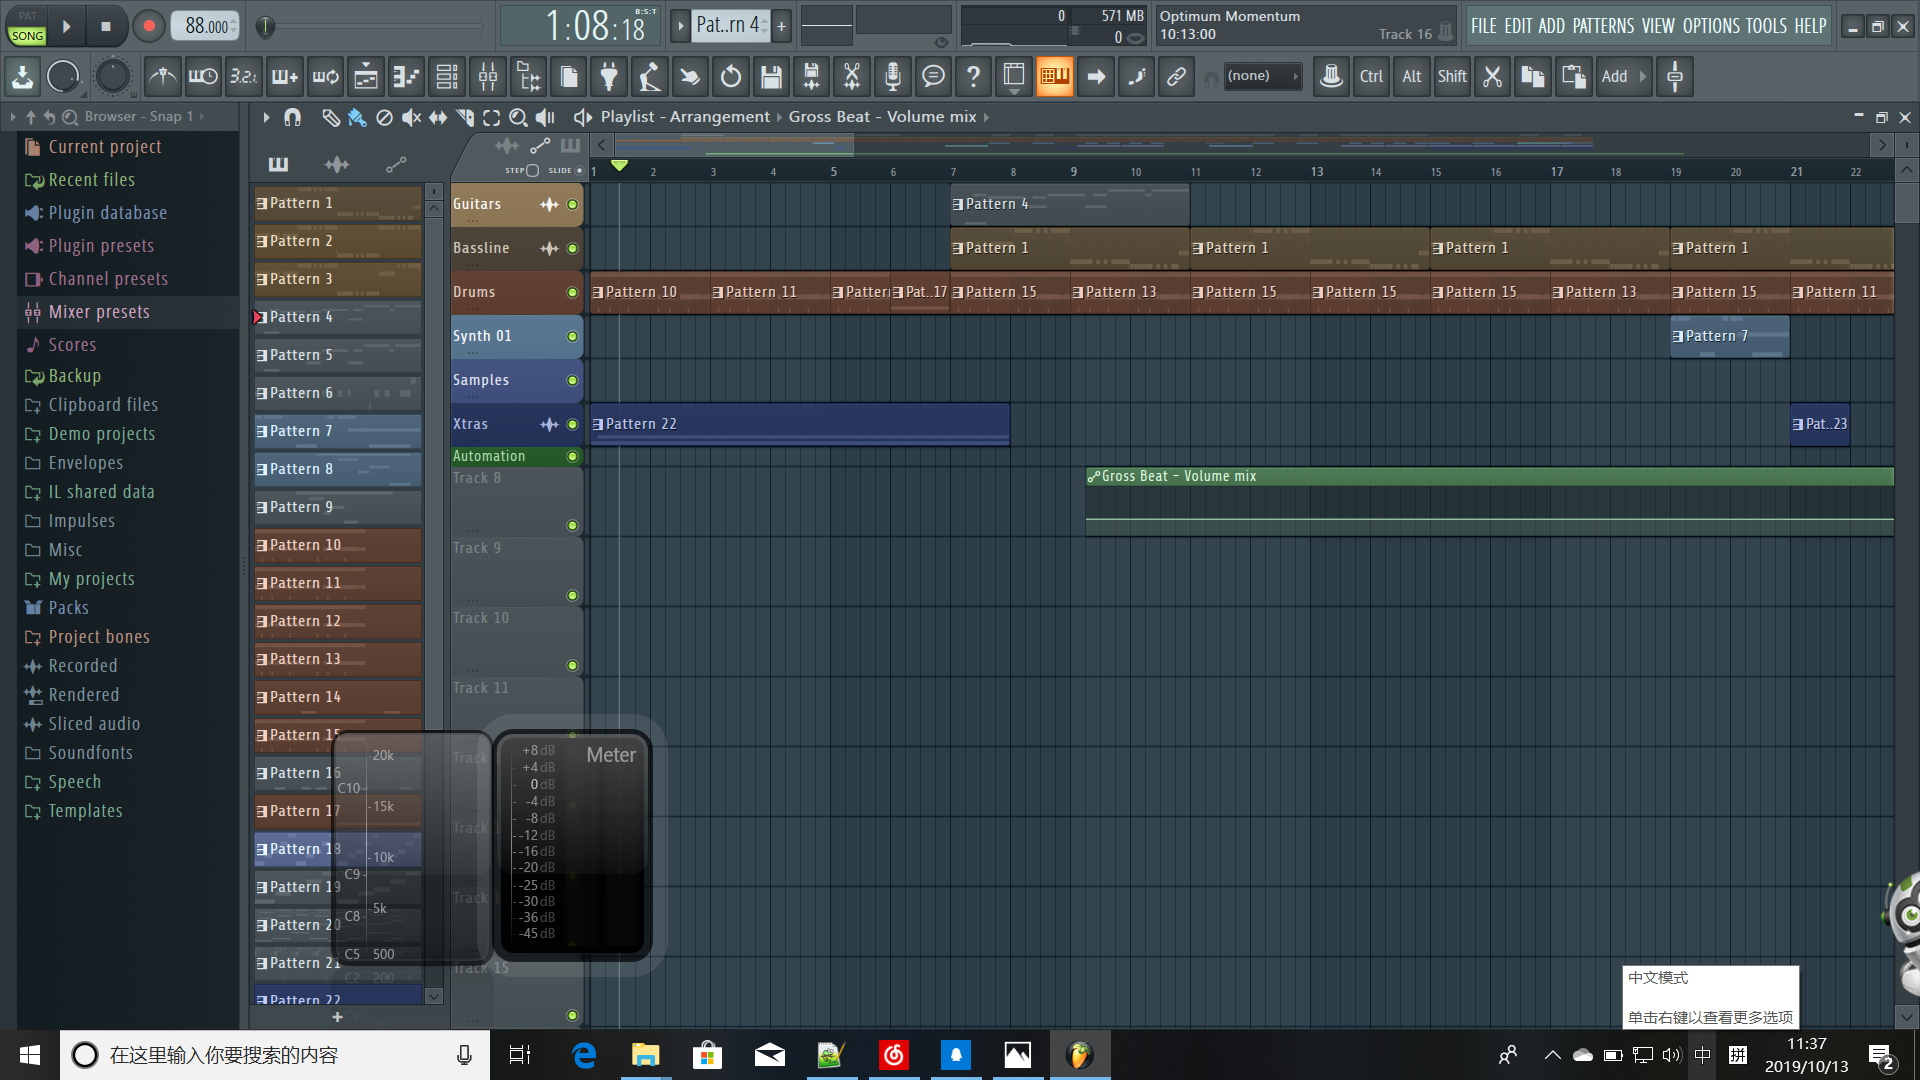 PAT
SONG
88.000
1:08:18
B:S:T
Pat..rn 4
+
0
571 MB
0
Optimum Momentum
10:13:00
Track 16
FILE EDIT ADD PATTERNS VIEW OPTIONS TOOLS HELP
3.2.
(none)
Ctrl
Alt
Shift
Add
Browser - Snap 1
Playlist - Arrangement
Gross Beat - Volume mix
Current project
Recent files
Plugin database
Plugin presets
Channel presets
Mixer presets
Scores
Backup
Clipboard files
Demo projects
Envelopes
IL shared data
Impulses
Misc
My projects
Packs
Project bones
Recorded
Rendered
Sliced audio
Soundfonts
Speech
Templates
Pattern 1
Pattern 2
Pattern 3
Pattern 4
Pattern 5
Pattern 6
Pattern 7
Pattern 8
Pattern 9
Pattern 10
Pattern 11
Pattern 12
Pattern 13
Pattern 14
Pattern 15
Pattern 16
Pattern 17
Pattern 18
Pattern 19
Pattern 20
Pattern 21
Pattern 22
STEP
SLIDE
1 2 3 4 5 6 7 8 9 10 11 12 13 14 15 16 17 18 19 20 21 22
Guitars
Pattern 4
Bassline
Pattern 1
Pattern 1
Pattern 1
Pattern 1
Drums
Pattern 10
Pattern 11
Patterr
Pat..17
Pattern 15
Pattern 13
Pattern 15
Pattern 15
Pattern 15
Pattern 13
Pattern 15
Pattern 11
Synth 01
Pattern 7
Samples
Xtras
Pattern 22
Pat..23
Automation
Track 8
Gross Beat - Volume mix
Track 9
Track 10
Track 11
Track 15
20k
C10
15k
10k
C9
5k
C8
C5
500
Meter
+8 dB
+4 dB
0 dB
-4 dB
-8 dB
-12 dB
-16 dB
-20 dB
-25 dB
-30 dB
-36 dB
-45 dB
中文模式
单击右键以查看更多选项
在这里输入你要搜索的内容
中
拼
11:37
2019/10/13
2